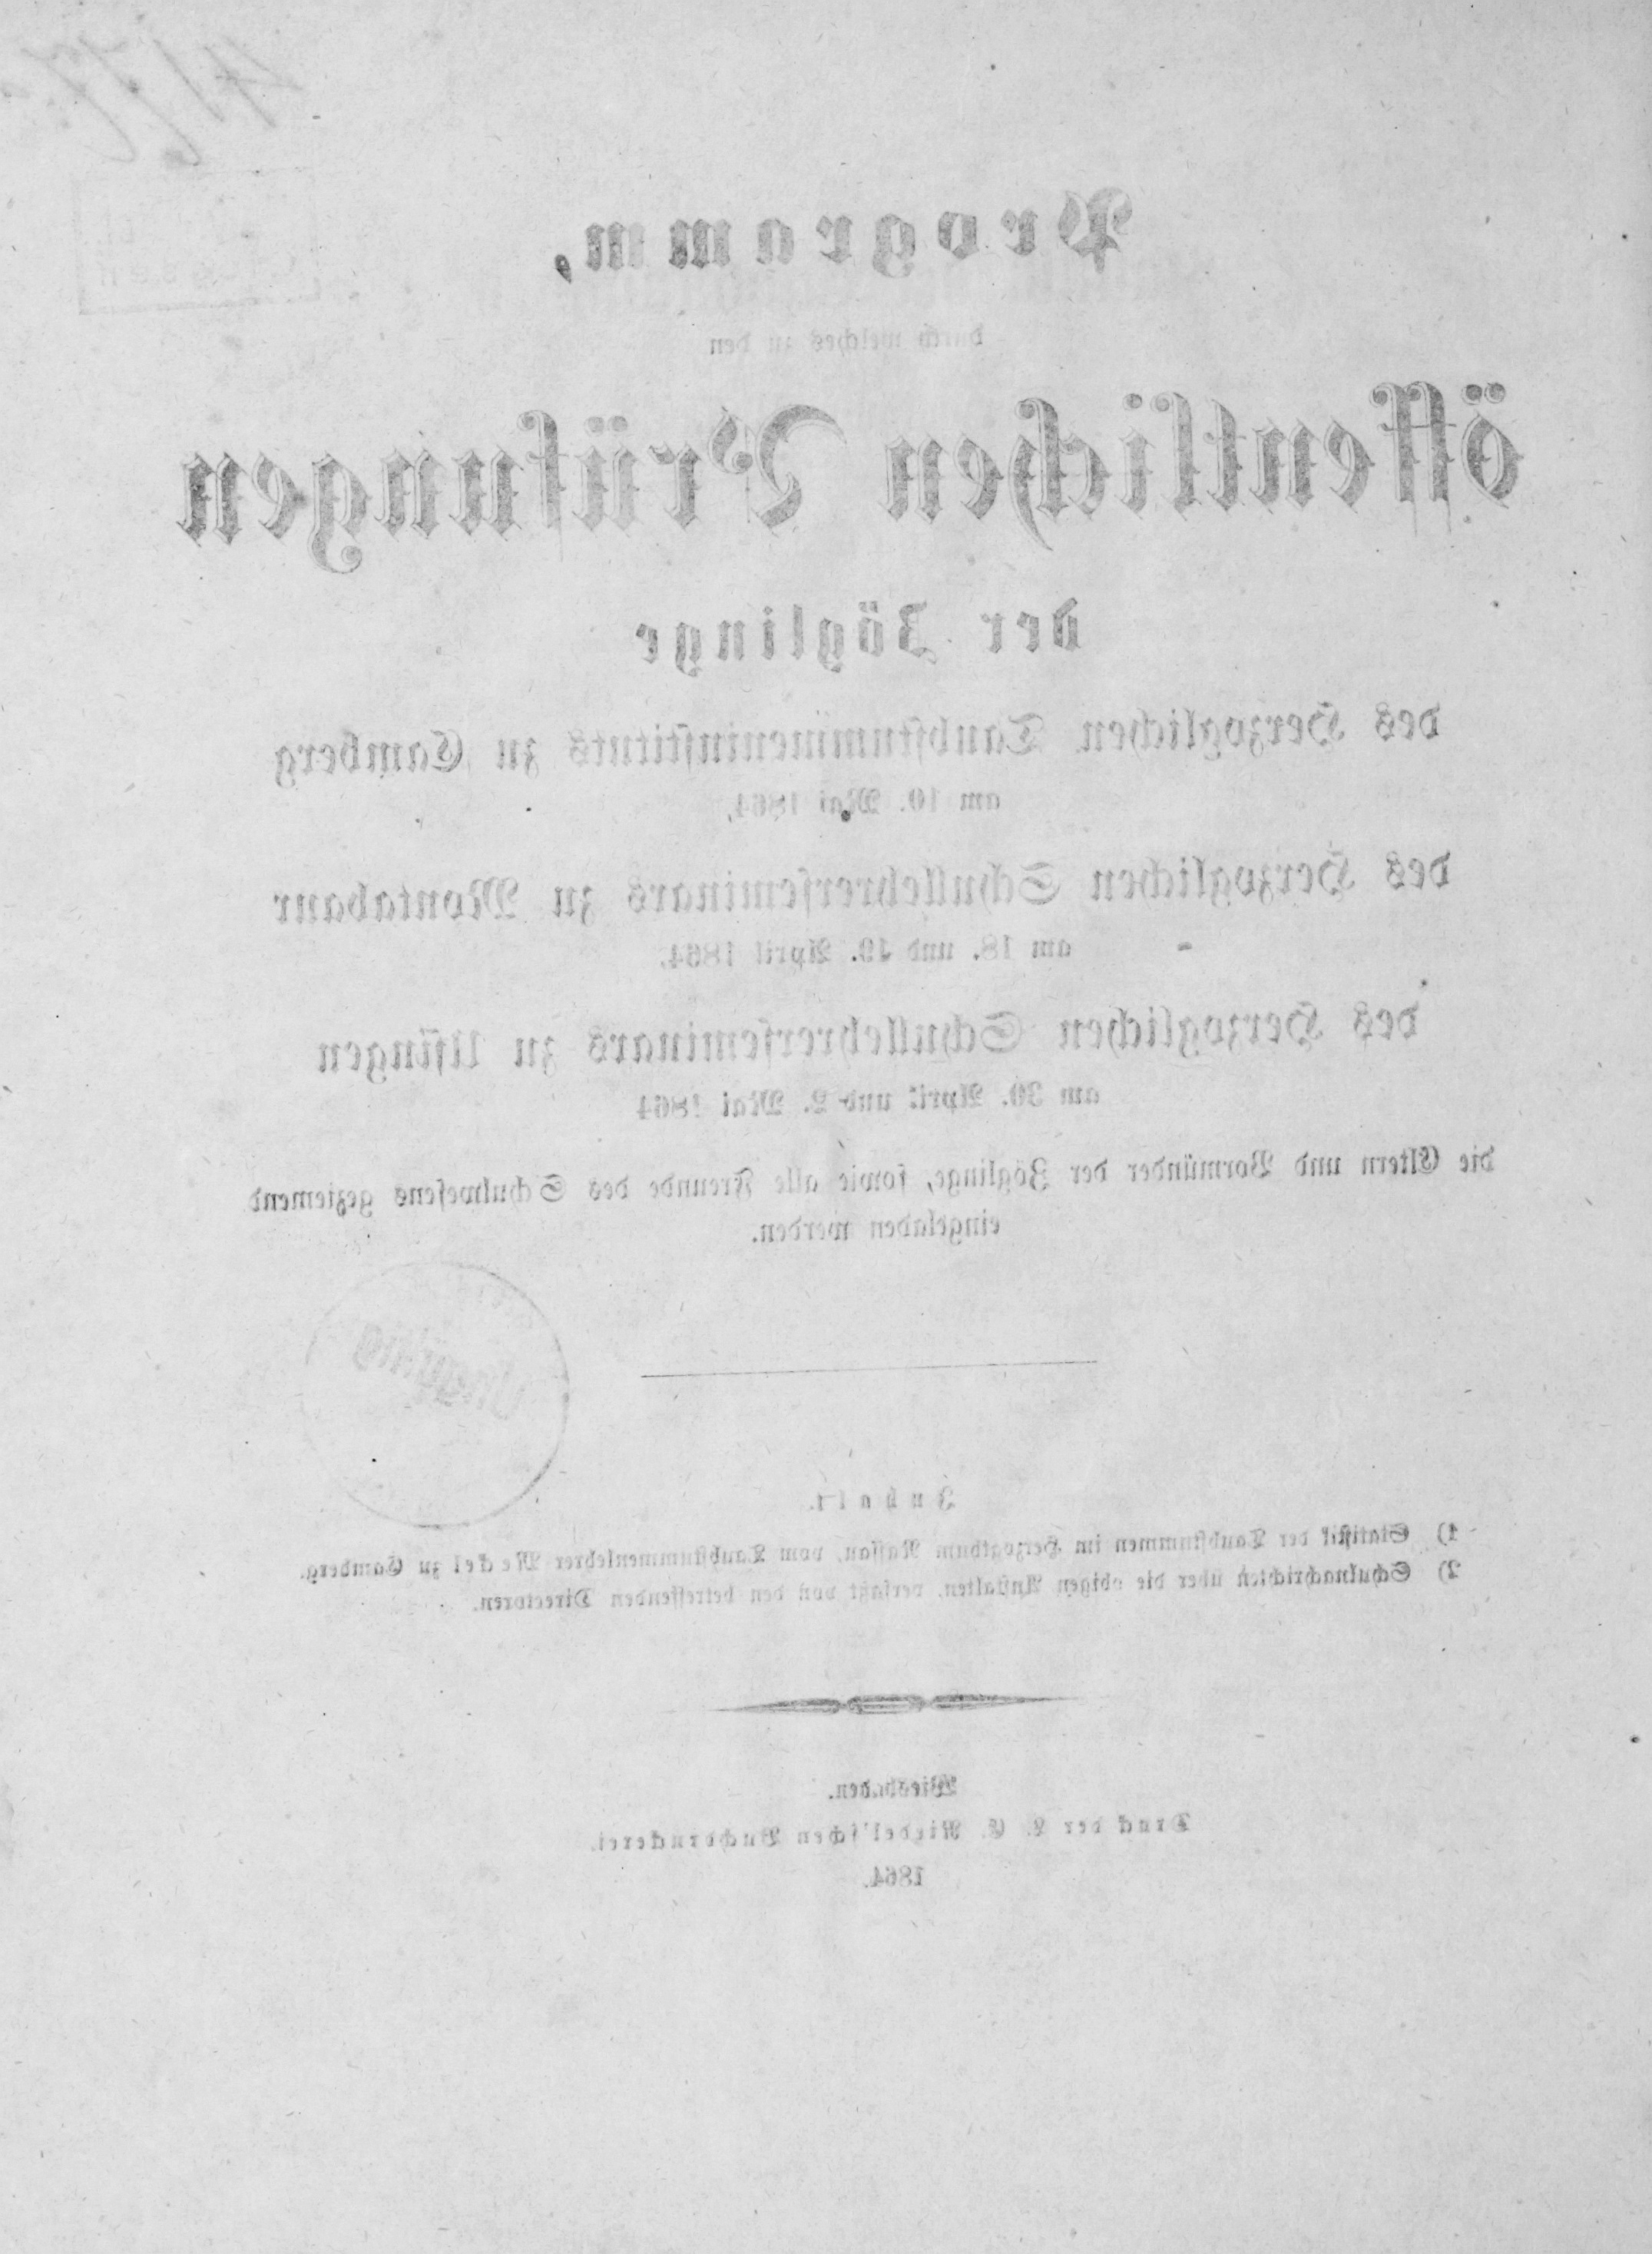 Programm,
durch welches zu den
öffentlichen Prüfungen
der Zöglinge
des Herzoglichen Taubstummeninstituts zu Camberg
am 10. Mai 1864,
des Herzoglichen Schullehrerseminars zu Montabaur
am 18. und 19. April 1864,
des Herzoglichen Schullehrerseminars zu Usingen
am 30. April und 2. Mai 1864
die Eltern und Vormünder der Zöglinge, sowie alle Freunde des Schulwesens geziemend
eingeladen werden.
Ungültig
Inhalt.
1) Statistik der Taubstummen im Herzogthum Nassau, vom Taubstummenlehrer Meckel zu Camberg.
2) Schulnachrichten über die obigen Anstalten, verfaßt von den betreffenden Directoren.
Wiesbaden.
Druck der L. E. Riedel'schen Buchdruckerei.
1864.